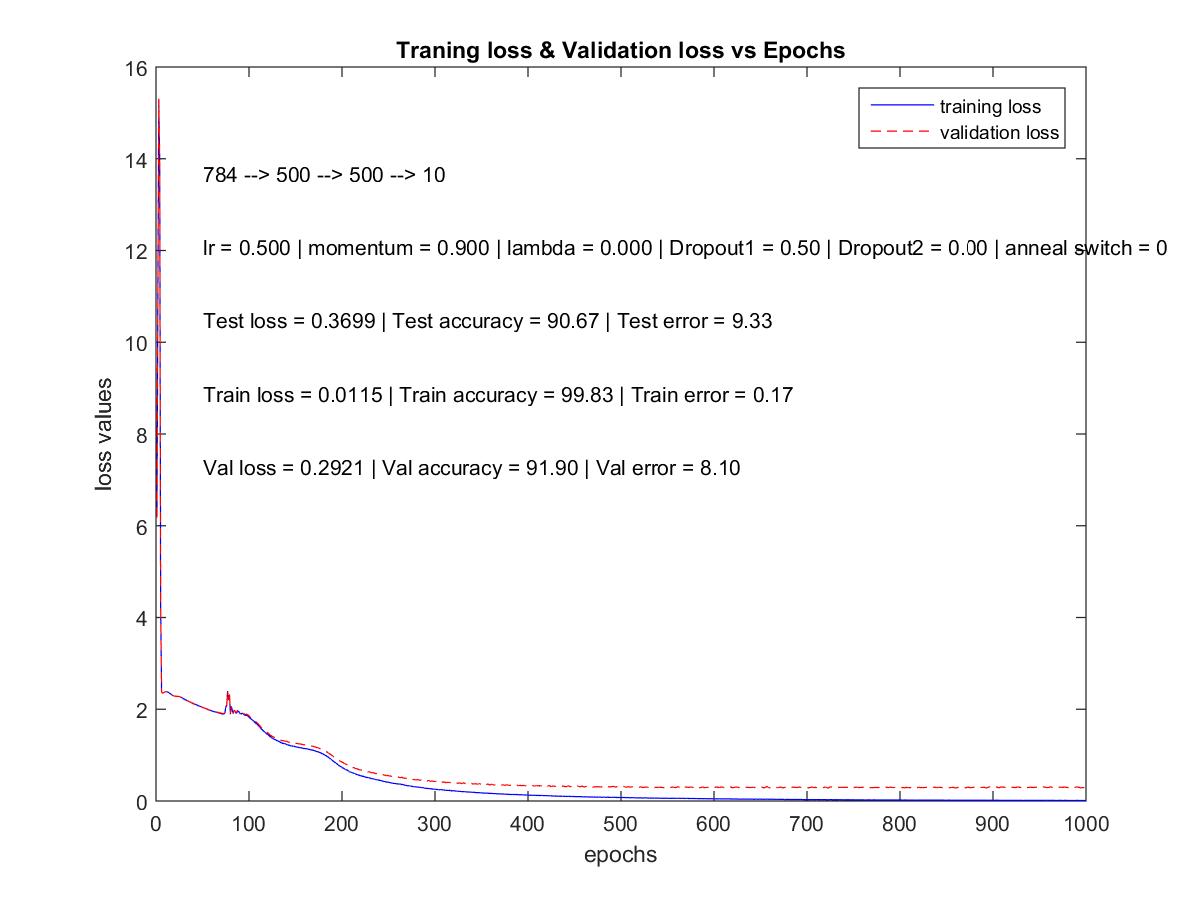 Traning loss & Validation loss vs Epochs
16
training loss
validation loss
14
784 --> 500 --> 500 --> 10
12
lr = 0.500 | momentum = 0.900 | lambda = 0.000 | Dropout1 = 0.50 | Dropout2 = 0.00 | anneal switch = 0
10
Test loss = 0.3699 | Test accuracy = 90.67 | Test error = 9.33
8
Train loss = 0.0115 | Train accuracy = 99.83 | Train error = 0.17
Val loss = 0.2921 | Val accuracy = 91.90 | Val error = 8.10
6
4
2
0
loss values
0 100 200 300 400 500 600 700 800 900 1000
epochs